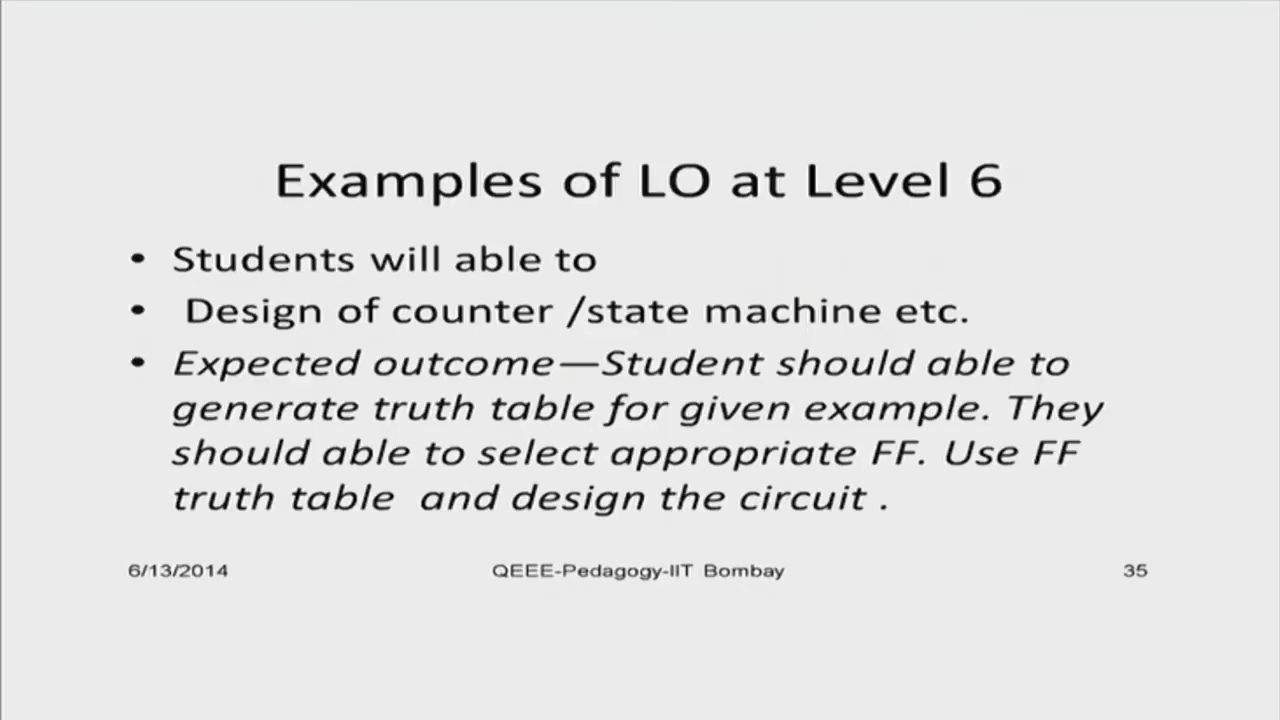 Examples of LO at Level 6
• Students will able to
• Design of counter /state machine etc.
• Expected outcome—Student should able to
generate truth table for given example. They
should able to select appropriate FF. Use FF
truth table and design the circuit .
6/13/2014 QEEE-Pedagogy-IIT Bombay 35